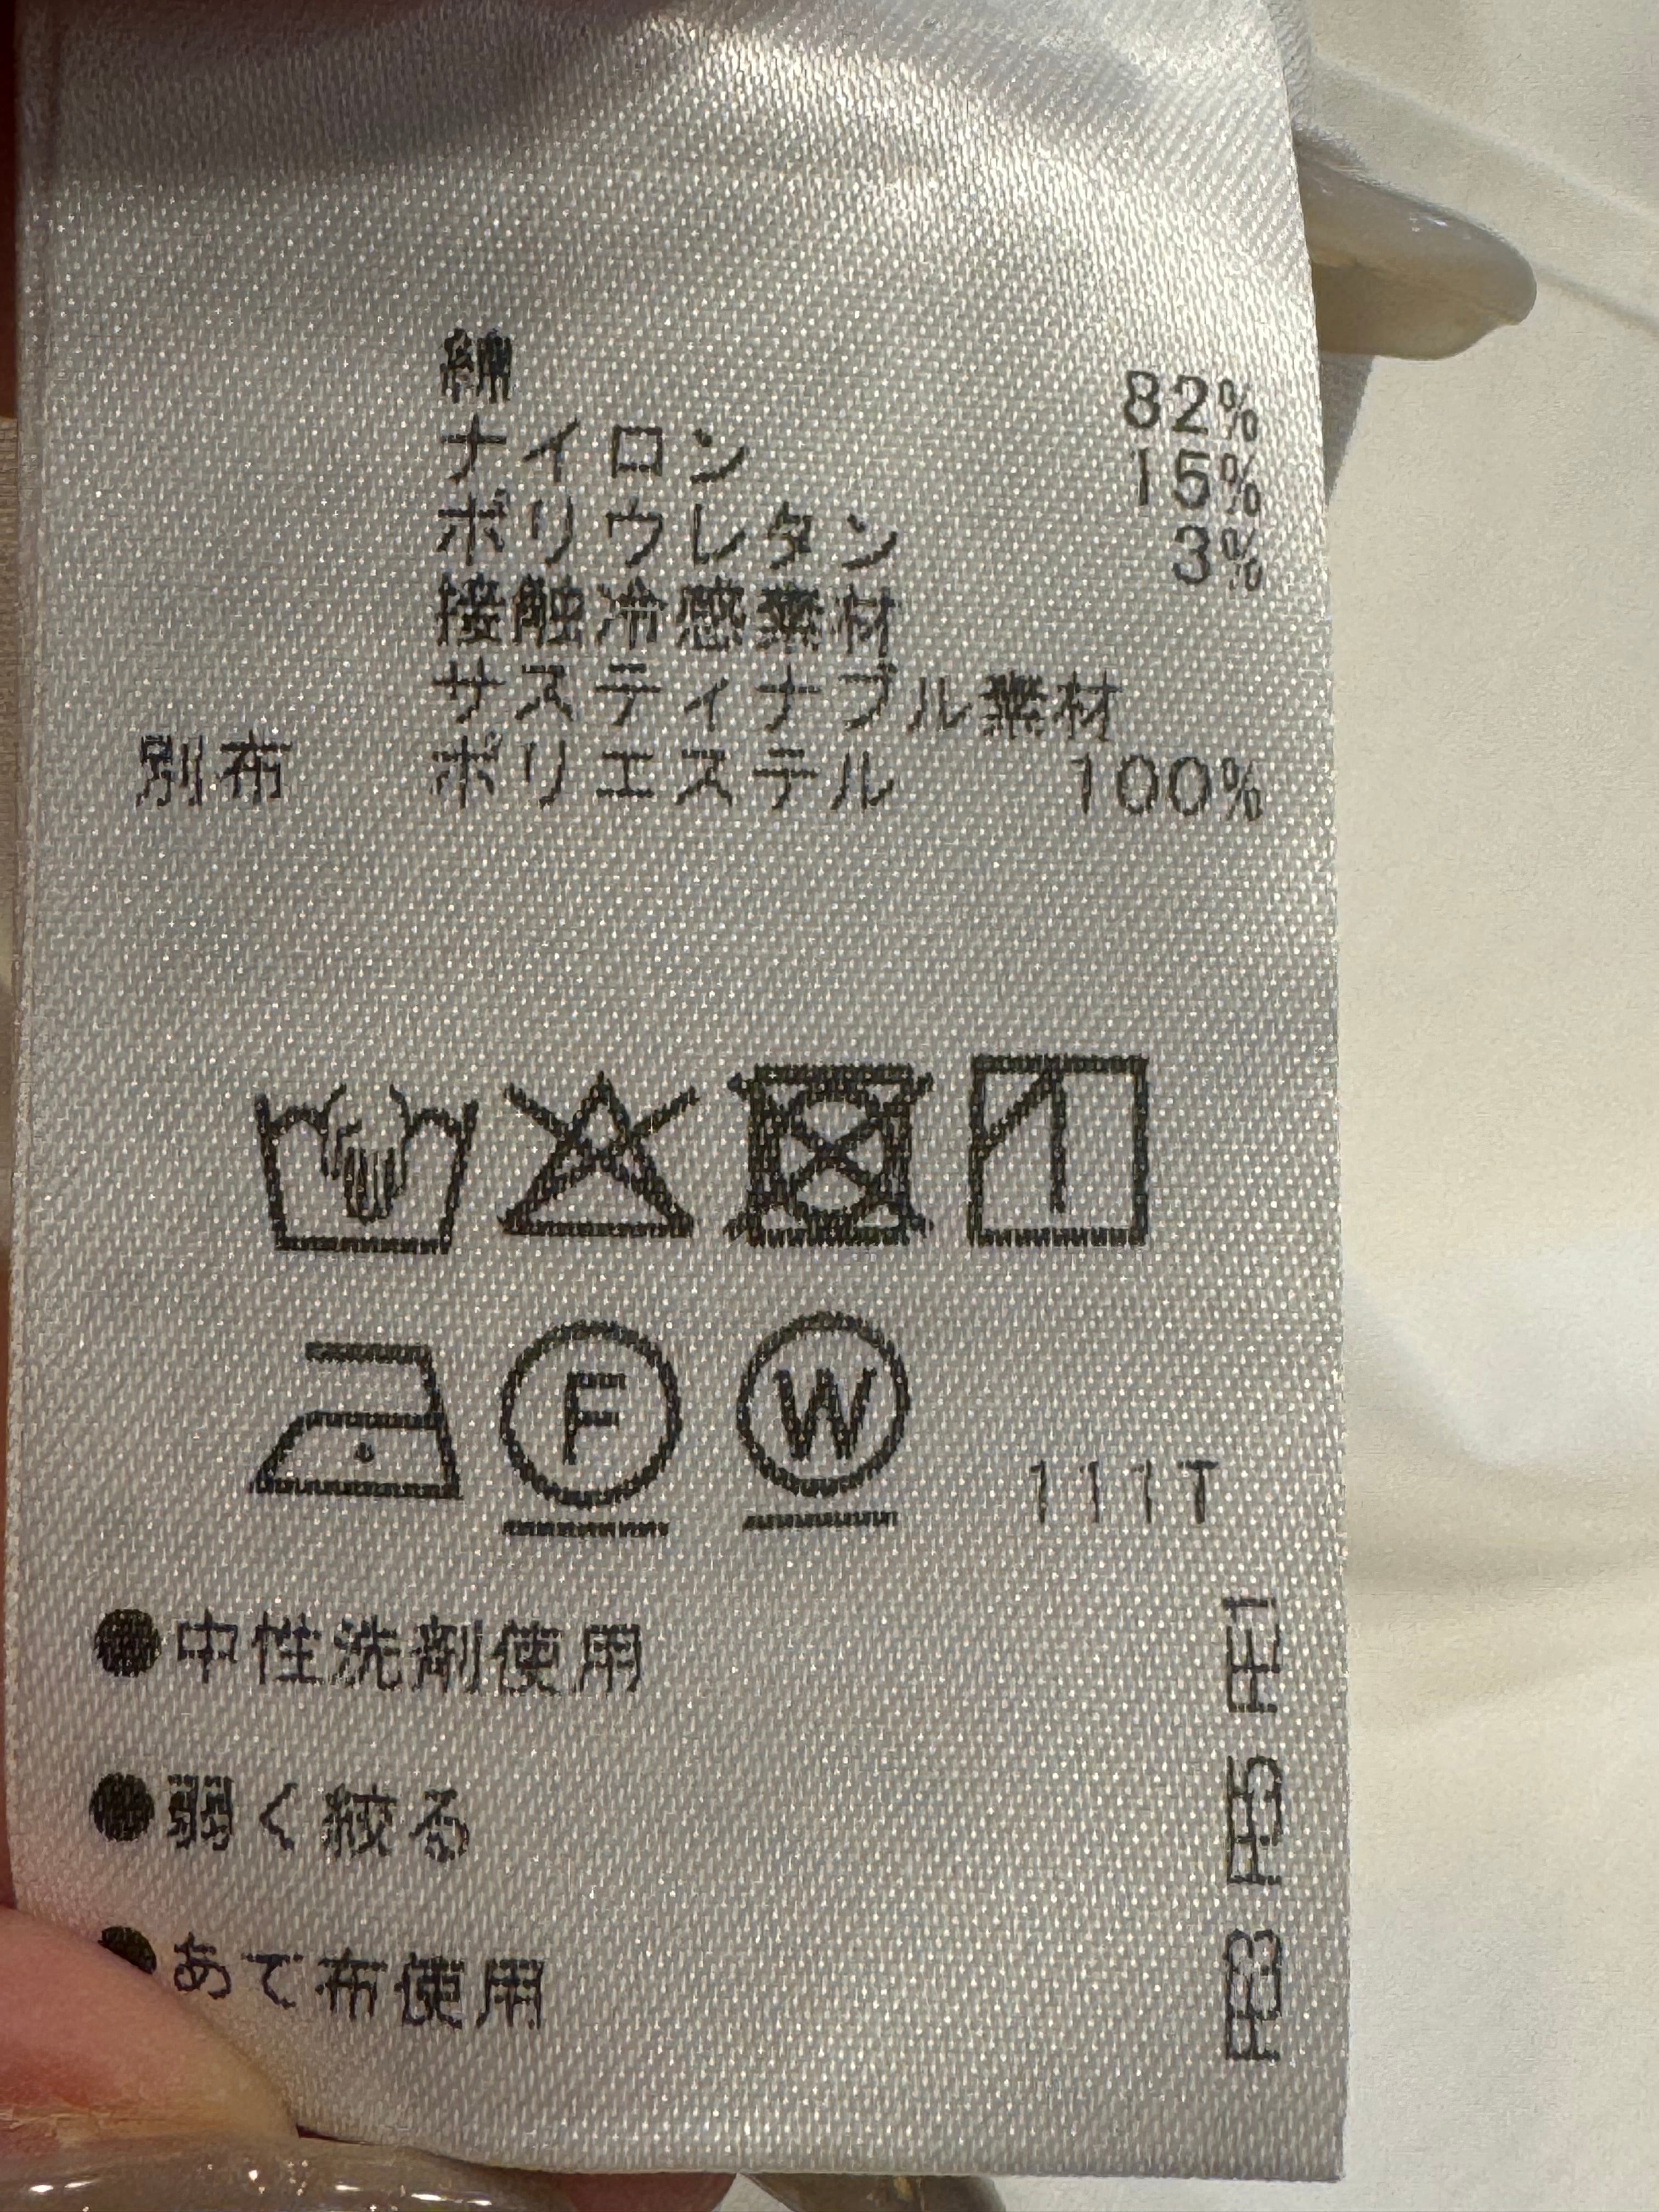 綿 82%
ナイロン 15%
ポリウレタン 3%
接触冷感素材
サスティナブル素材
別布 ポリエステル 100%
F W 111T
●中性洗剤使用
●弱く絞る
●あて布使用